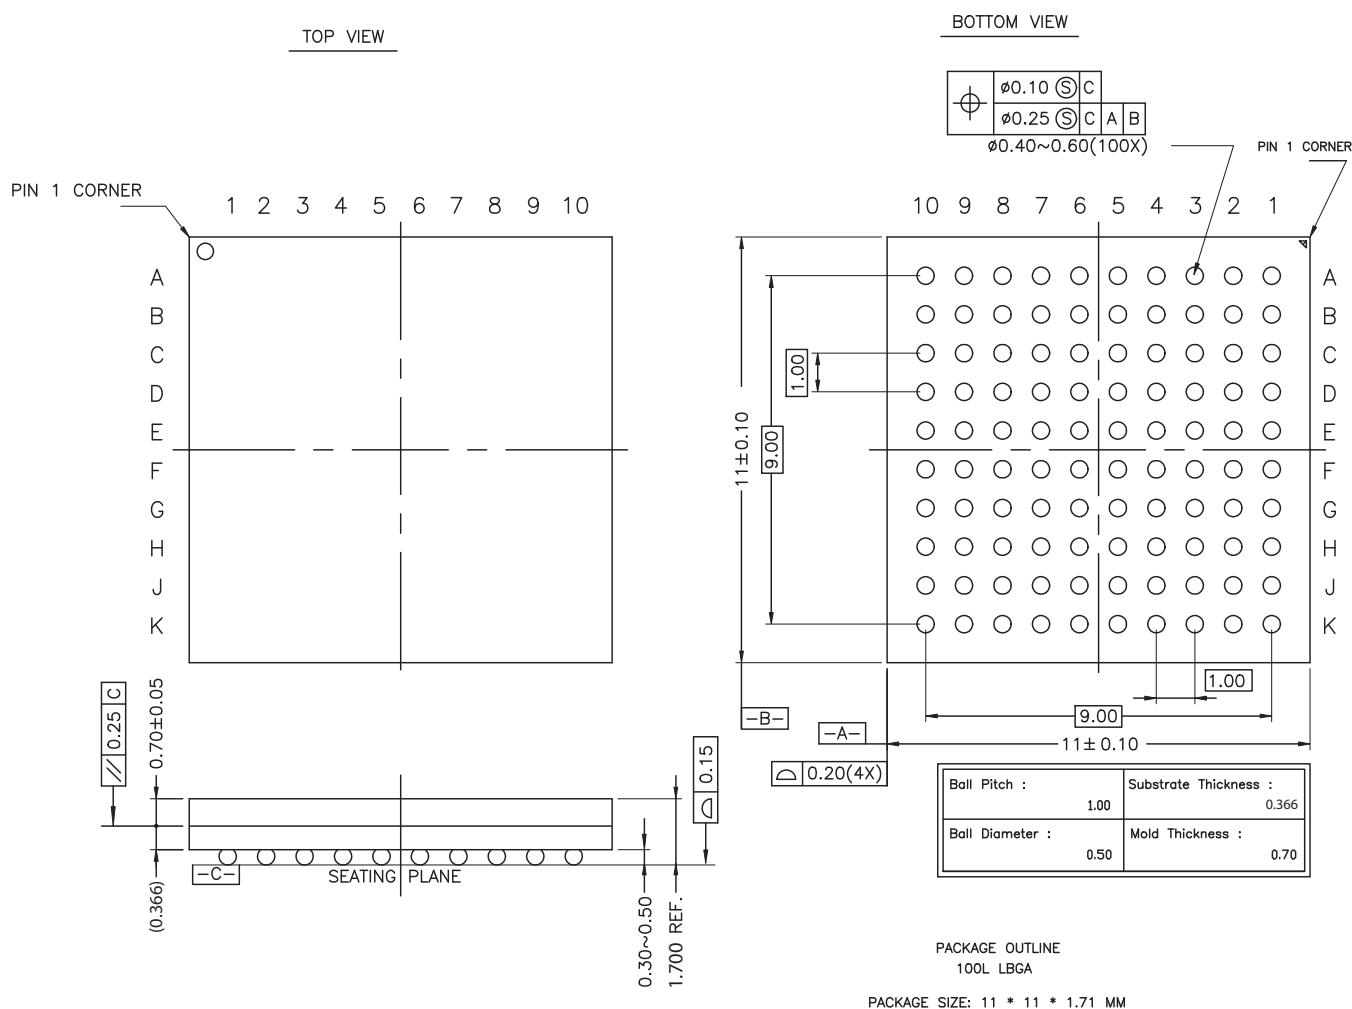 TOP VIEW
BOTTOM VIEW
⌀0.10 Ⓢ C
⌀0.25 Ⓢ C A B
⌀0.40~0.60(100X)
PIN 1 CORNER
PIN 1 CORNER
1 2 3 4 5 6 7 8 9 10
10 9 8 7 6 5 4 3 2 1
A
B
C
D
E
F
G
H
J
K
A
B
C
D
E
F
G
H
J
K
1.00
9.00
11±0.10
1.00
9.00
11±0.10
-B-
-A-
⌓ 0.20(4X)
// 0.25 C
0.70±0.05
(0.366)
-C-
SEATING PLANE
0.30~0.50
1.700 REF.
⌓ 0.15
Ball Pitch :
1.00
Substrate Thickness :
0.366
Ball Diameter :
0.50
Mold Thickness :
0.70
PACKAGE OUTLINE
100L LBGA
PACKAGE SIZE: 11 * 11 * 1.71 MM